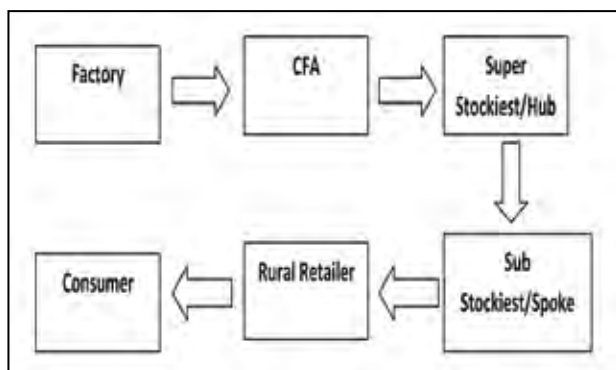 Factory
CFA
Super
Stockiest/Hub
Sub
Stockiest/Spoke
Rural Retailer
Consumer